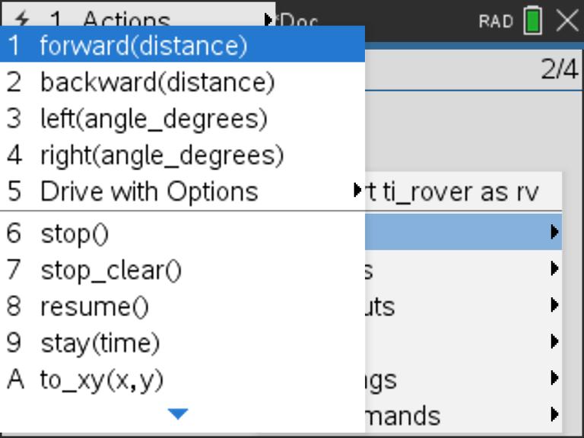 1 Actions
Doc
RAD
2/4
1 forward(distance)
2 backward(distance)
3 left(angle_degrees)
4 right(angle_degrees)
5 Drive with Options
rt ti_rover as rv
6 stop()
7 stop_clear()
s
8 resume()
uts
9 stay(time)
A to_xy(x,y)
ngs
mands